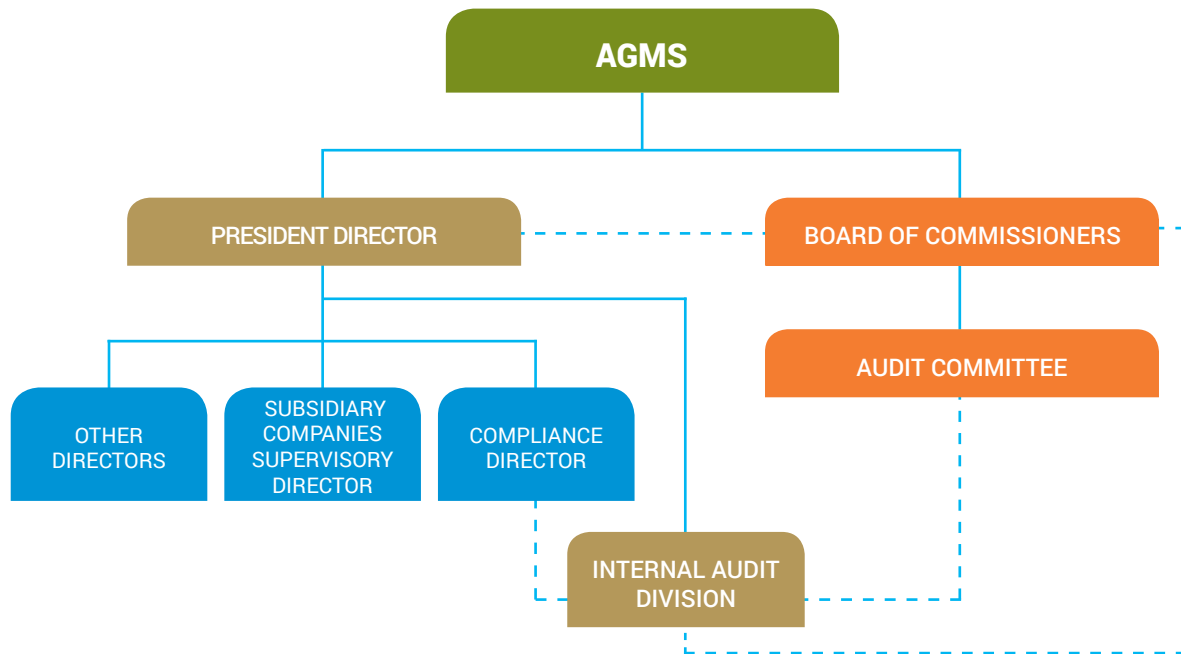 AGMS
PRESIDENT DIRECTOR
BOARD OF COMMISSIONERS
AUDIT COMMITTEE
OTHER
DIRECTORS
SUBSIDIARY
COMPANIES
SUPERVISORY
DIRECTOR
COMPLIANCE
DIRECTOR
INTERNAL AUDIT
DIVISION